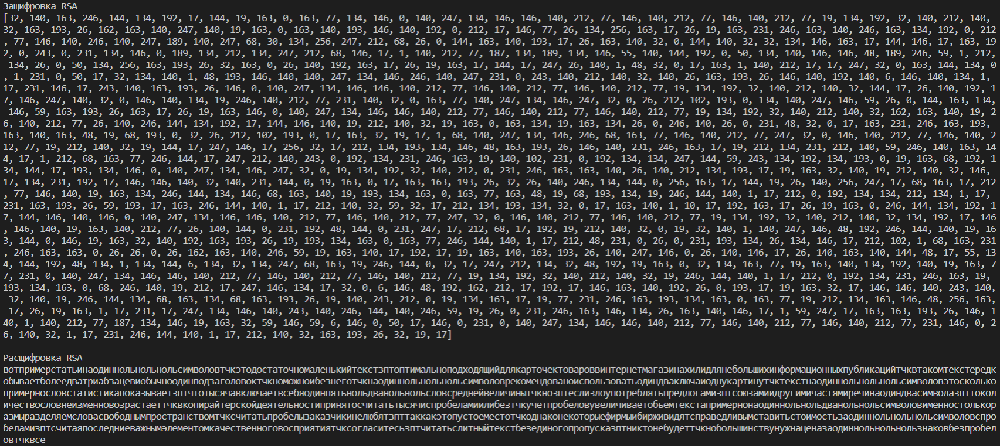 Защифровка RSA
[32, 140, 163, 246, 144, 134, 192, 17, 144, 19, 163, 0, 163, 77, 134, 146, 0, 140, 247, 134, 146, 146, 140, 212, 77, 146, 140, 212, 77, 146, 140, 212, 77, 19, 134, 192, 32, 140, 212, 140,
32, 163, 193, 26, 162, 163, 140, 247, 140, 19, 163, 0, 163, 140, 193, 146, 140, 192, 0, 212, 17, 146, 77, 26, 134, 256, 163, 17, 26, 19, 163, 231, 246, 163, 140, 246, 163, 134, 192, 0, 212
, 77, 146, 140, 246, 140, 247, 189, 140, 247, 68, 30, 134, 256, 247, 212, 68, 26, 0, 144, 163, 140, 193, 17, 26, 163, 140, 32, 0, 144, 140, 32, 32, 134, 146, 163, 17, 144, 146, 17, 163, 19
2, 0, 243, 0, 231, 134, 146, 0, 189, 134, 212, 134, 247, 212, 68, 146, 17, 1, 140, 212, 77, 187, 134, 189, 134, 146, 55, 140, 144, 192, 0, 50, 134, 140, 146, 146, 48, 189, 246, 59, 1, 212,
134, 26, 0, 50, 134, 256, 163, 193, 26, 32, 163, 0, 26, 140, 192, 163, 17, 26, 19, 163, 17, 144, 17, 247, 26, 140, 1, 48, 32, 0, 17, 163, 1, 140, 212, 17, 17, 247, 32, 0, 163, 144, 134, 0
, 1, 231, 0, 50, 17, 32, 134, 140, 1, 48, 193, 146, 140, 140, 247, 134, 146, 246, 140, 247, 231, 0, 243, 140, 212, 140, 32, 140, 26, 163, 193, 26, 146, 140, 192, 140, 6, 146, 140, 134, 1,
17, 231, 146, 17, 243, 140, 163, 193, 26, 146, 0, 140, 247, 134, 146, 146, 140, 212, 77, 146, 140, 212, 77, 146, 140, 212, 77, 19, 134, 192, 32, 140, 212, 140, 32, 144, 17, 26, 140, 192, 1
7, 146, 247, 140, 32, 0, 146, 140, 134, 19, 246, 140, 212, 77, 231, 140, 32, 0, 163, 77, 140, 247, 134, 146, 247, 32, 0, 26, 212, 102, 193, 0, 134, 140, 247, 146, 59, 26, 0, 144, 163, 134,
146, 59, 163, 193, 26, 163, 17, 26, 19, 163, 146, 0, 140, 247, 134, 146, 146, 140, 212, 77, 146, 140, 212, 77, 146, 140, 212, 77, 19, 134, 192, 32, 140, 212, 140, 32, 162, 163, 140, 19, 2
6, 140, 212, 77, 26, 140, 246, 144, 134, 192, 17, 144, 146, 140, 19, 212, 140, 32, 19, 163, 0, 163, 134, 19, 163, 134, 26, 0, 246, 140, 26, 0, 231, 48, 32, 0, 17, 163, 231, 246, 163, 193,
163, 140, 163, 48, 19, 68, 193, 0, 32, 26, 212, 102, 193, 0, 17, 163, 32, 19, 17, 1, 68, 140, 247, 134, 146, 246, 68, 163, 77, 146, 140, 212, 77, 247, 32, 0, 146, 140, 212, 77, 146, 140, 2
12, 77, 19, 212, 140, 32, 19, 144, 17, 247, 146, 17, 256, 32, 17, 212, 134, 193, 134, 146, 48, 163, 193, 26, 146, 140, 231, 246, 163, 17, 19, 212, 134, 231, 212, 140, 59, 246, 140, 163, 14
4, 17, 1, 212, 68, 163, 77, 246, 144, 17, 247, 212, 140, 243, 0, 192, 134, 231, 246, 163, 19, 140, 102, 231, 0, 192, 134, 134, 247, 144, 59, 243, 134, 192, 134, 193, 0, 19, 163, 68, 192, 1
34, 144, 17, 193, 134, 146, 0, 140, 247, 134, 146, 247, 32, 0, 19, 134, 192, 32, 140, 212, 0, 231, 246, 163, 163, 140, 26, 140, 212, 134, 193, 17, 19, 163, 32, 140, 19, 212, 140, 32, 146,
17, 134, 231, 192, 17, 146, 146, 140, 32, 140, 231, 144, 0, 19, 163, 0, 17, 163, 163, 193, 26, 32, 26, 140, 246, 134, 144, 0, 256, 163, 17, 144, 19, 26, 140, 256, 247, 17, 68, 163, 17, 212
, 77, 146, 140, 19, 163, 134, 246, 144, 134, 146, 68, 163, 140, 19, 193, 134, 163, 0, 163, 77, 163, 48, 19, 68, 193, 134, 19, 246, 144, 140, 1, 17, 212, 0, 192, 134, 134, 212, 134, 1, 17,
231, 163, 193, 26, 59, 193, 17, 163, 246, 144, 140, 1, 17, 212, 140, 32, 59, 32, 17, 212, 134, 193, 134, 32, 0, 17, 163, 140, 1, 10, 17, 192, 163, 17, 26, 19, 163, 0, 246, 144, 134, 192, 1
7, 144, 146, 140, 146, 0, 140, 247, 134, 146, 146, 140, 212, 77, 146, 140, 212, 77, 247, 32, 0, 146, 140, 212, 77, 146, 140, 212, 77, 19, 134, 192, 32, 140, 212, 140, 32, 134, 192, 17, 146
, 146, 140, 19, 163, 140, 212, 77, 26, 140, 144, 0, 231, 192, 48, 144, 0, 231, 247, 17, 212, 68, 17, 192, 19, 212, 140, 32, 0, 19, 32, 140, 1, 140, 247, 146, 48, 192, 246, 144, 140, 19, 16
3, 144, 0, 146, 19, 163, 32, 140, 192, 163, 193, 26, 19, 193, 134, 163, 0, 163, 77, 246, 144, 140, 1, 17, 212, 48, 231, 0, 26, 0, 231, 193, 134, 26, 134, 146, 17, 212, 102, 1, 68, 163, 231
, 246, 163, 163, 0, 26, 26, 0, 26, 162, 163, 140, 246, 59, 19, 163, 140, 17, 192, 17, 19, 163, 140, 163, 193, 26, 140, 247, 146, 0, 26, 140, 146, 17, 26, 140, 163, 140, 144, 48, 17, 55, 13
4, 144, 192, 48, 134, 1, 134, 144, 6, 134, 32, 134, 247, 68, 163, 19, 246, 144, 0, 32, 17, 247, 212, 134, 32, 48, 192, 19, 163, 0, 32, 134, 163, 77, 19, 163, 140, 134, 192, 140, 19, 163, 7
7, 231, 0, 140, 247, 134, 146, 146, 140, 212, 77, 146, 140, 212, 77, 146, 140, 212, 77, 19, 134, 192, 32, 140, 212, 140, 32, 19, 246, 144, 140, 1, 17, 212, 0, 192, 134, 231, 246, 163, 19,
193, 134, 163, 0, 68, 246, 140, 19, 212, 17, 247, 146, 134, 17, 32, 0, 6, 146, 48, 192, 162, 212, 17, 192, 17, 146, 163, 140, 192, 26, 0, 193, 17, 19, 163, 32, 17, 146, 146, 140, 243, 140,
32, 140, 19, 246, 144, 134, 68, 163, 134, 68, 163, 193, 26, 19, 140, 243, 212, 0, 19, 134, 163, 17, 19, 77, 231, 246, 163, 193, 134, 163, 0, 163, 77, 19, 212, 134, 163, 146, 48, 256, 163,
17, 26, 19, 163, 1, 17, 231, 17, 247, 134, 146, 140, 243, 140, 246, 144, 140, 246, 59, 19, 26, 0, 231, 246, 163, 146, 134, 26, 163, 140, 146, 17, 1, 59, 247, 17, 163, 163, 193, 26, 146, 1
40, 1, 140, 212, 77, 187, 134, 146, 19, 163, 32, 59, 146, 59, 6, 146, 0, 50, 17, 146, 0, 231, 0, 140, 247, 134, 146, 146, 140, 212, 77, 146, 140, 212, 77, 146, 140, 212, 77, 231, 146, 0, 2
6, 140, 32, 1, 17, 231, 246, 144, 140, 1, 17, 212, 140, 32, 163, 193, 26, 32, 19, 17]
Расщифровка RSA
вотпримерстатьинаодиннольнольнольсимволовтчкэтодостаточномаленькийтекстзптоптимальноподходящийдлякарточектовароввинтернетмагазинахилидлянебольшихинформационныхпубликацийтчквтакомтекстередк
обываетболеедватриабзацевиобычноодинподзаголовоктчкноможноибезнеготчкнаодиннольнольнольсимволоврекомендованоиспользоватьодиндваключаиоднукартинутчктекстнаодиннольнольнольсимволовэтосколько
примернословстатистикапоказываетзптчтотысячавключаетвсебяодинпятьнольдванольнольсловсреднейвеличинытчкнозптеслизлоупотреблятьпредлогамизптсоюзамиидругимичастямиречинаодиндвасимволазпттокол
ичествословнеизменновозрастаеттчквкопирайтерскойдеятельностипринятосчитатьтысячиспробеламиилибезтчкучетпробеловувеличиваетобъемтекстапримернонаодиннольнольдванольнольсимволовименностолькор
азмыразделяемсловасвободнымпространствомтчксчитатьпробелызаказчикинелюбятзпттаккакэтопустоеместотчкоднаконекоторыефирмыибирживидятсправедливымставитьстоимостьзаодиннольнольнольсимволовспро
беламизптсчитаяпоследниеважнымэлементомкачественноговосприятиятчксогласитесьзптчитатьслитныйтекстбезединогопропусказптниктонебудеттчкнобольшинствунужнаценазаодиннольнольнользнаковбезпробел
овтчквсе